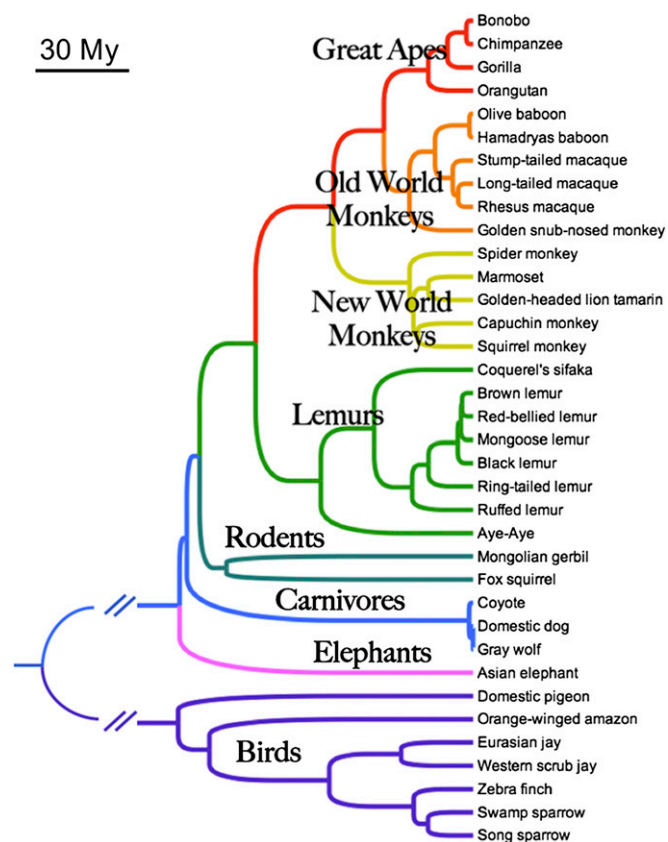 30 My
Great Apes
Bonobo
Chimpanzee
Gorilla
Orangutan
Old World
Monkeys
Olive baboon
Hamadryas baboon
Stump-tailed macaque
Long-tailed macaque
Rhesus macaque
Golden snub-nosed monkey
New World
Monkeys
Spider monkey
Marmoset
Golden-headed lion tamarin
Capuchin monkey
Squirrel monkey
Lemurs
Coquerel's sifaka
Brown lemur
Red-bellied lemur
Mongoose lemur
Black lemur
Ring-tailed lemur
Ruffed lemur
Aye-Aye
Rodents
Mongolian gerbil
Fox squirrel
Carnivores
Coyote
Domestic dog
Gray wolf
Elephants
Asian elephant
Birds
Domestic pigeon
Orange-winged amazon
Eurasian jay
Western scrub jay
Zebra finch
Swamp sparrow
Song sparrow